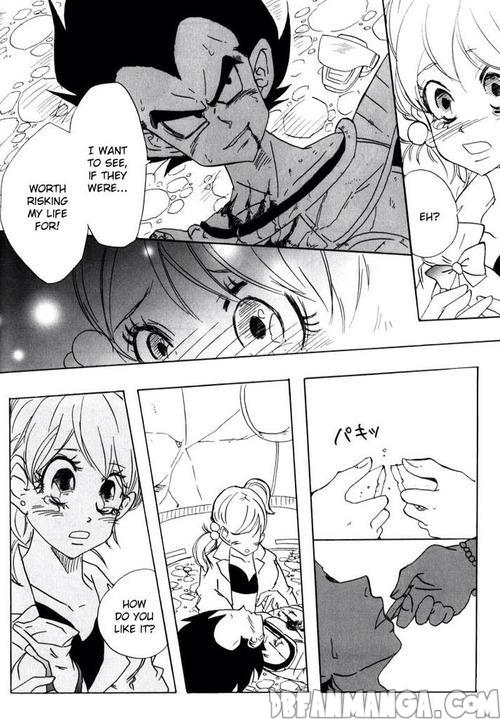 EH?
I WANT
TO SEE,
IF THEY
WERE...
WORTH
RISKING
MY LIFE
FOR!
パキッ
HOW
DO YOU
LIKE IT?
DBFANMANGA.COM